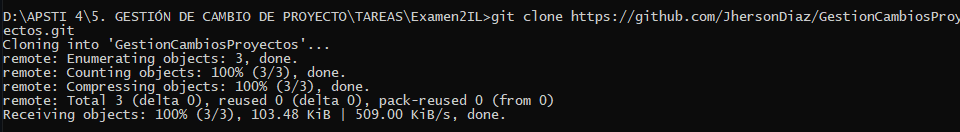 D:\APSTI 4\5. GESTIÓN DE CAMBIO DE PROYECTO\TAREAS\Examen2IL>git clone https://github.com/JhersonDiaz/GestionCambiosProy
ectos.git
Cloning into 'GestionCambiosProyectos'...
remote: Enumerating objects: 3, done.
remote: Counting objects: 100% (3/3), done.
remote: Compressing objects: 100% (3/3), done.
remote: Total 3 (delta 0), reused 0 (delta 0), pack-reused 0 (from 0)
Receiving objects: 100% (3/3), 103.48 KiB | 509.00 KiB/s, done.